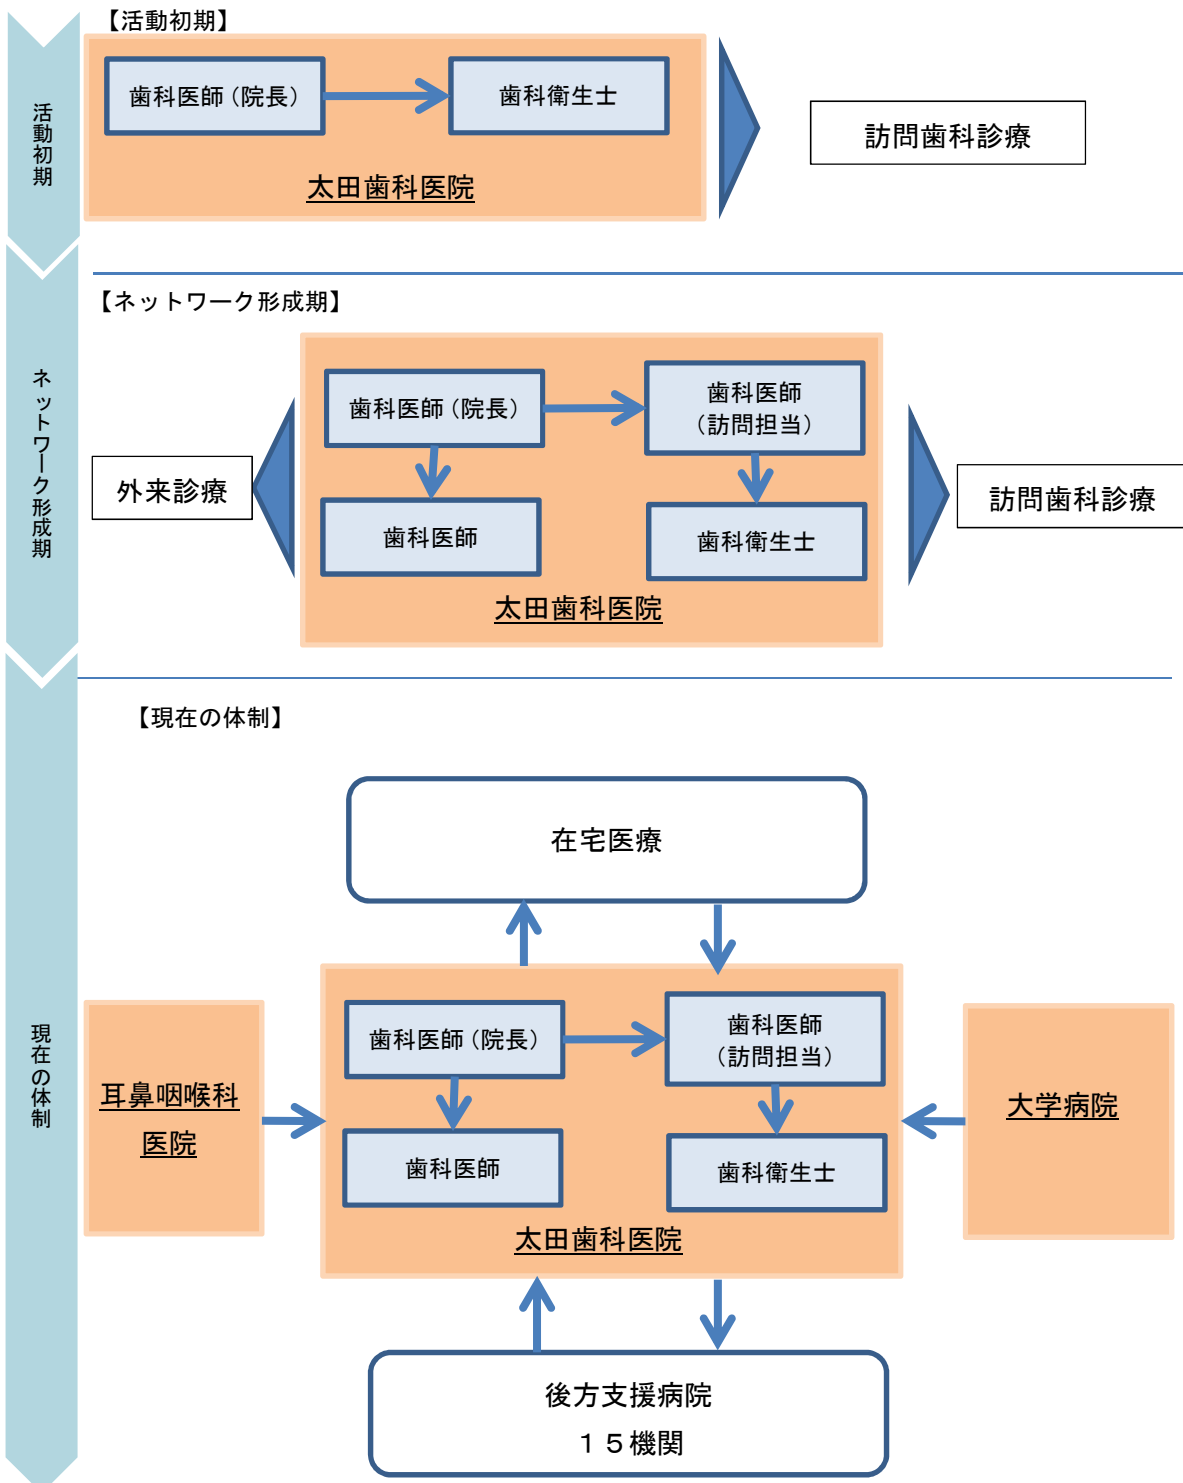 【活動初期】
活動初期
歯科医師（院長）
歯科衛生士
太田歯科医院
訪問歯科診療
【ネットワーク形成期】
ネットワーク形成期
歯科医師（院長）
歯科医師
（訪問担当）
外来診療
歯科医師
歯科衛生士
訪問歯科診療
太田歯科医院
【現在の体制】
現在の体制
在宅医療
歯科医師（院長）
歯科医師
（訪問担当）
耳鼻咽喉科
医院
大学病院
歯科医師
歯科衛生士
太田歯科医院
後方支援病院
１５機関